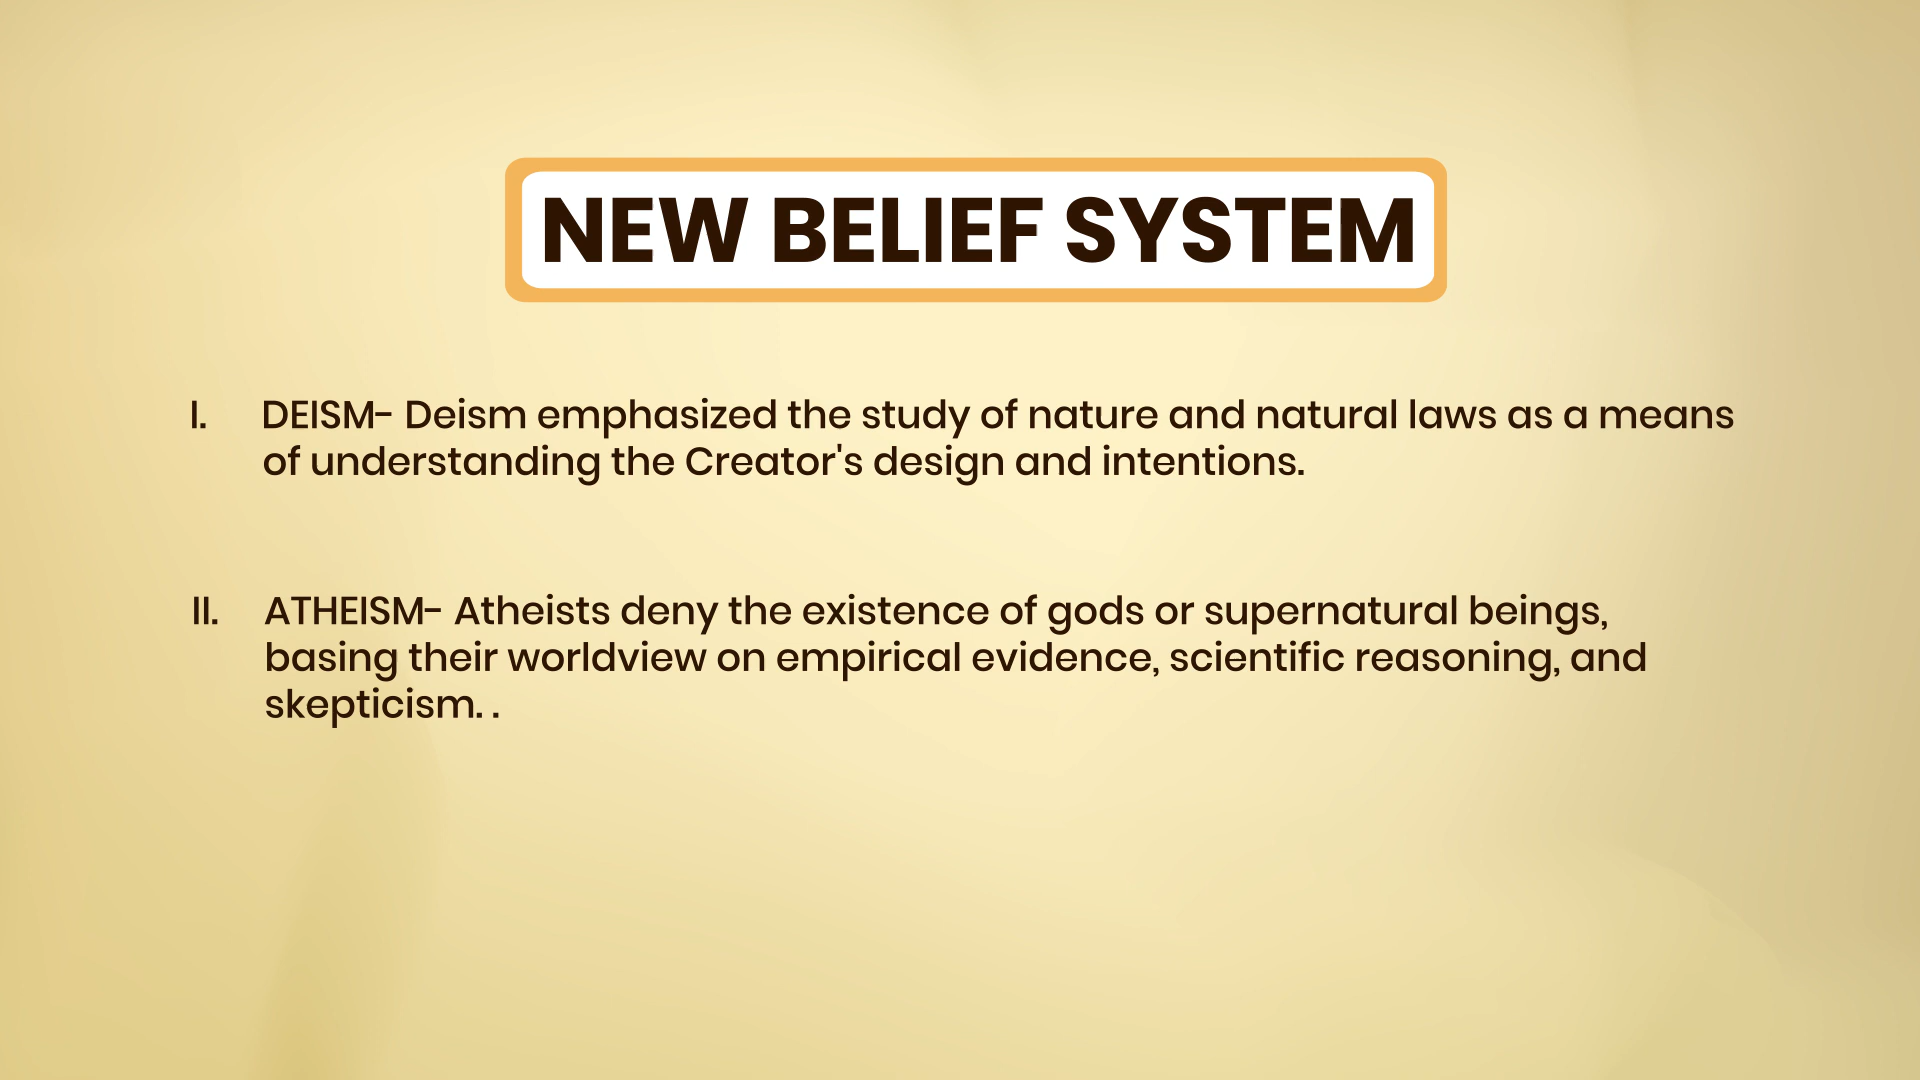 NEW BELIEF SYSTEM
I. DEISM- Deism emphasized the study of nature and natural laws as a means
of understanding the Creator's design and intentions.
II. ATHEISM- Atheists deny the existence of gods or supernatural beings,
basing their worldview on empirical evidence, scientific reasoning, and
skepticism. .